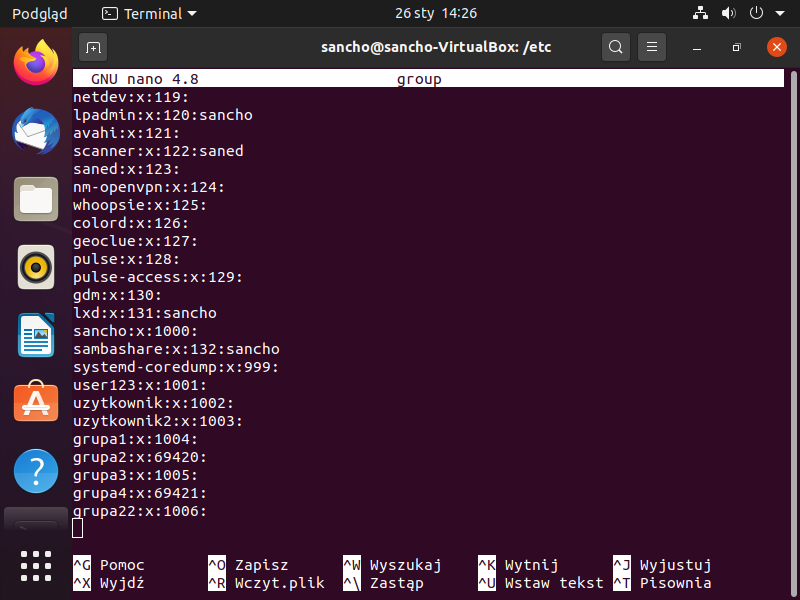 Podgląd Terminal 26 sty 14:26
sancho@sancho-VirtualBox: /etc
GNU nano 4.8 group
netdev:x:119:
lpadmin:x:120:sancho
avahi:x:121:
scanner:x:122:saned
saned:x:123:
nm-openvpn:x:124:
whoopsie:x:125:
colord:x:126:
geoclue:x:127:
pulse:x:128:
pulse-access:x:129:
gdm:x:130:
lxd:x:131:sancho
sancho:x:1000:
sambashare:x:132:sancho
systemd-coredump:x:999:
user123:x:1001:
uzytkownik:x:1002:
uzytkownik2:x:1003:
grupa1:x:1004:
grupa2:x:69420:
grupa3:x:1005:
grupa4:x:69421:
grupa22:x:1006:
^G Pomoc ^O Zapisz ^W Wyszukaj ^K Wytnij ^J Wyjustuj
^X Wyjdź ^R Wczyt.plik ^\ Zastąp ^U Wstaw tekst ^T Pisownia